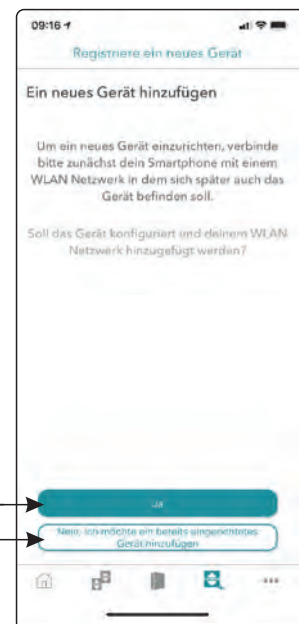 09:16
Registriere ein neues Gerät
Ein neues Gerät hinzufügen
Um ein neues Gerät einzurichten, verbinde
bitte zunächst dein Smartphone mit einem
WLAN Netzwerk in dem sich später auch das
Gerät befinden soll.
Soll das Gerät konfiguriert und deinem WLAN
Netzwerk hinzugefügt werden?
Ja
Nein, ich möchte ein bereits eingerichtetes
Gerät hinzufügen